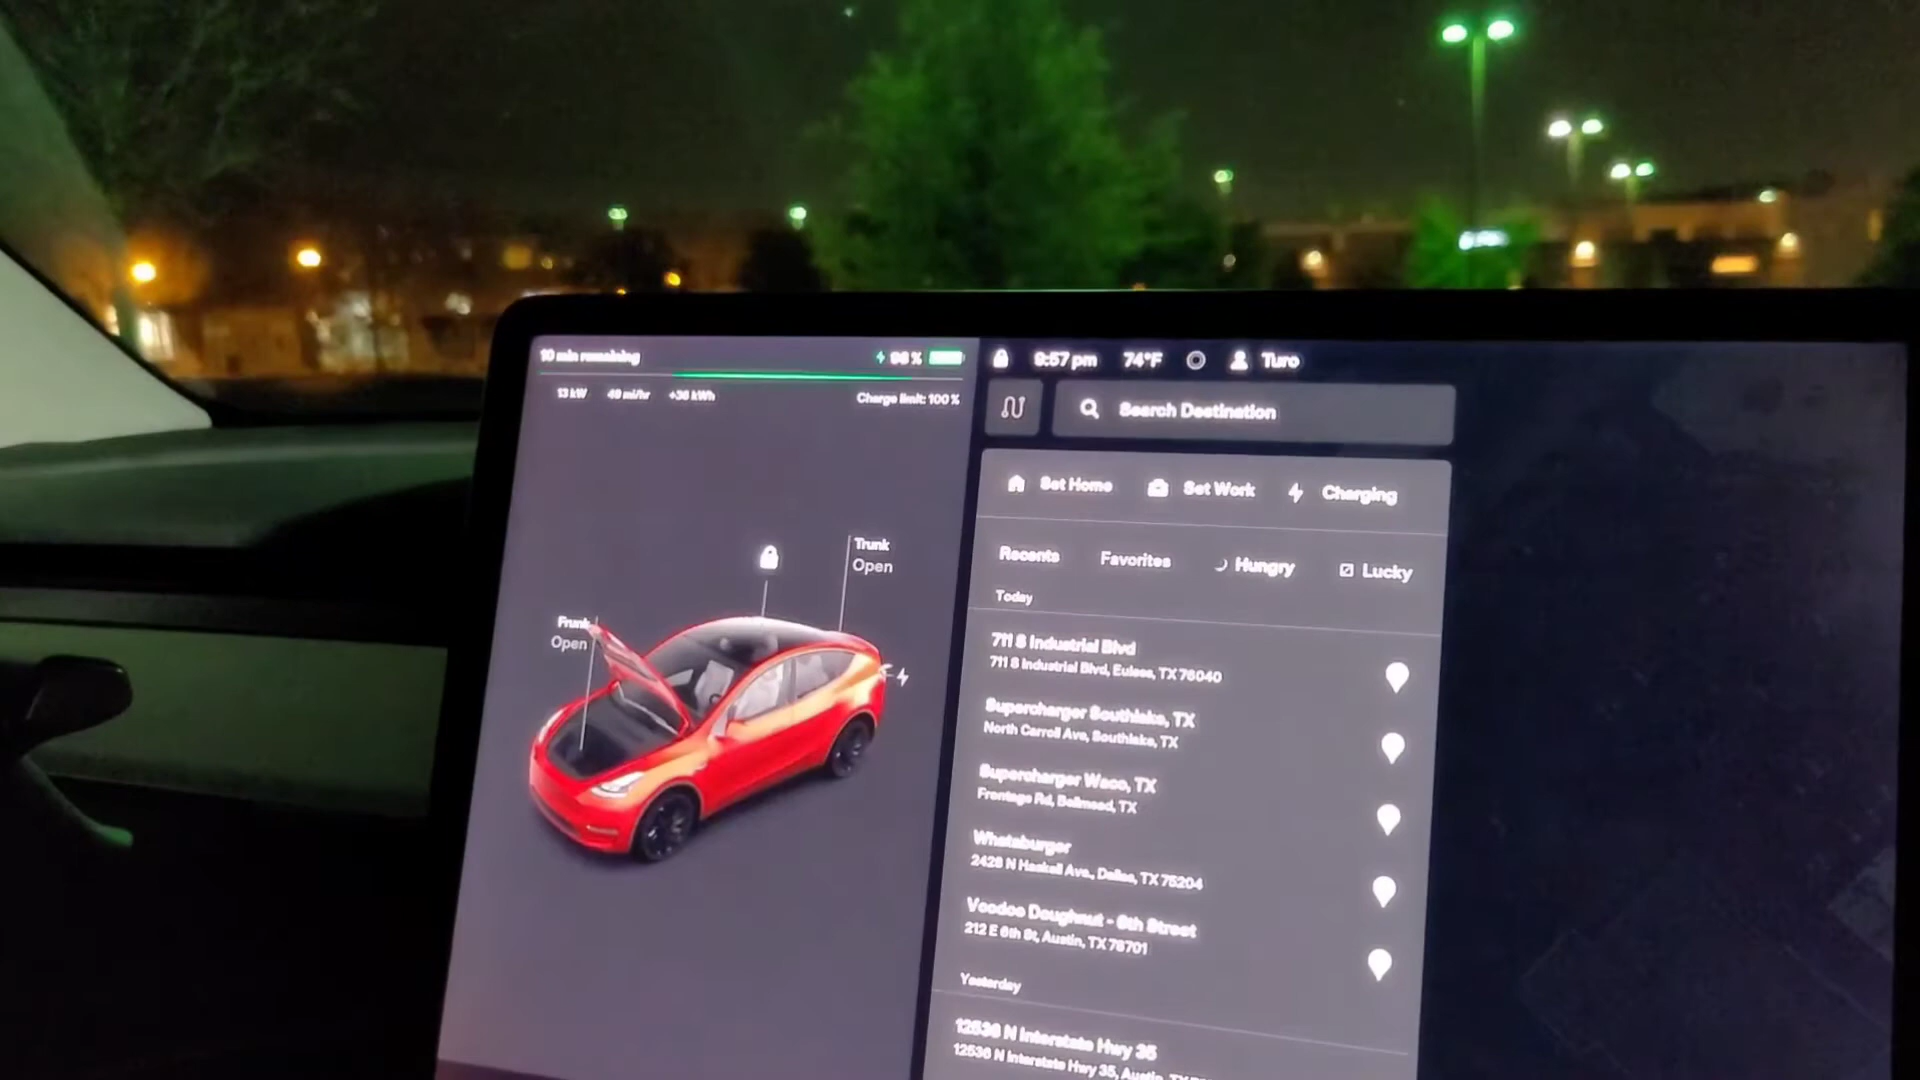 10 min remaining
98 %
13 kW 48 mi/hr +36 kWh
Charge limit: 100 %
Trunk
Open
Frunk
Open
9:57 pm 74°F Turo
Search Destination
Set Home Set Work Charging
Recents Favorites Hungry Lucky
Today
711 S Industrial Blvd
711 S Industrial Blvd, Euless, TX 76040
Supercharger Southlake, TX
North Carroll Ave, Southlake, TX
Supercharger Waco, TX
Frontage Rd, Bellmead, TX
Whataburger
2428 N Haskell Ave., Dallas, TX 75204
Voodoo Doughnut - 6th Street
212 E 6th St, Austin, TX 78701
Yesterday
12536 N Interstate Hwy 35
12536 N Interstate Hwy 35, Austin,